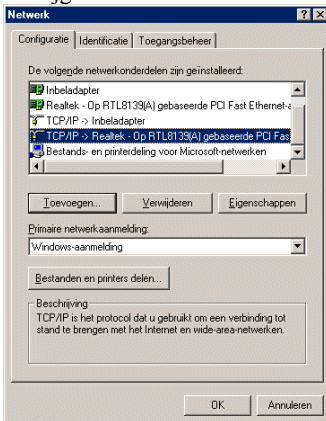 Netwerk
Configuratie Identificatie Toegangsbeheer
De volgende netwerkonderdelen zijn geïnstalleerd:
Inbeladapter
Realtek - Op RTL8139(A) gebaseerde PCI Fast Ethernet-a
TCP/IP -> Inbeladapter
TCP/IP -> Realtek - Op RTL8139(A) gebaseerde PCI Fas
Bestands- en printerdeling voor Microsoft-netwerken
Toevoegen... Verwijderen Eigenschappen
Primaire netwerkaanmelding:
Windows-aanmelding
Bestanden en printers delen...
Beschrijving
TCP/IP is het protocol dat u gebruikt om een verbinding tot
stand te brengen met het Internet en wide-area-netwerken.
OK Annuleren